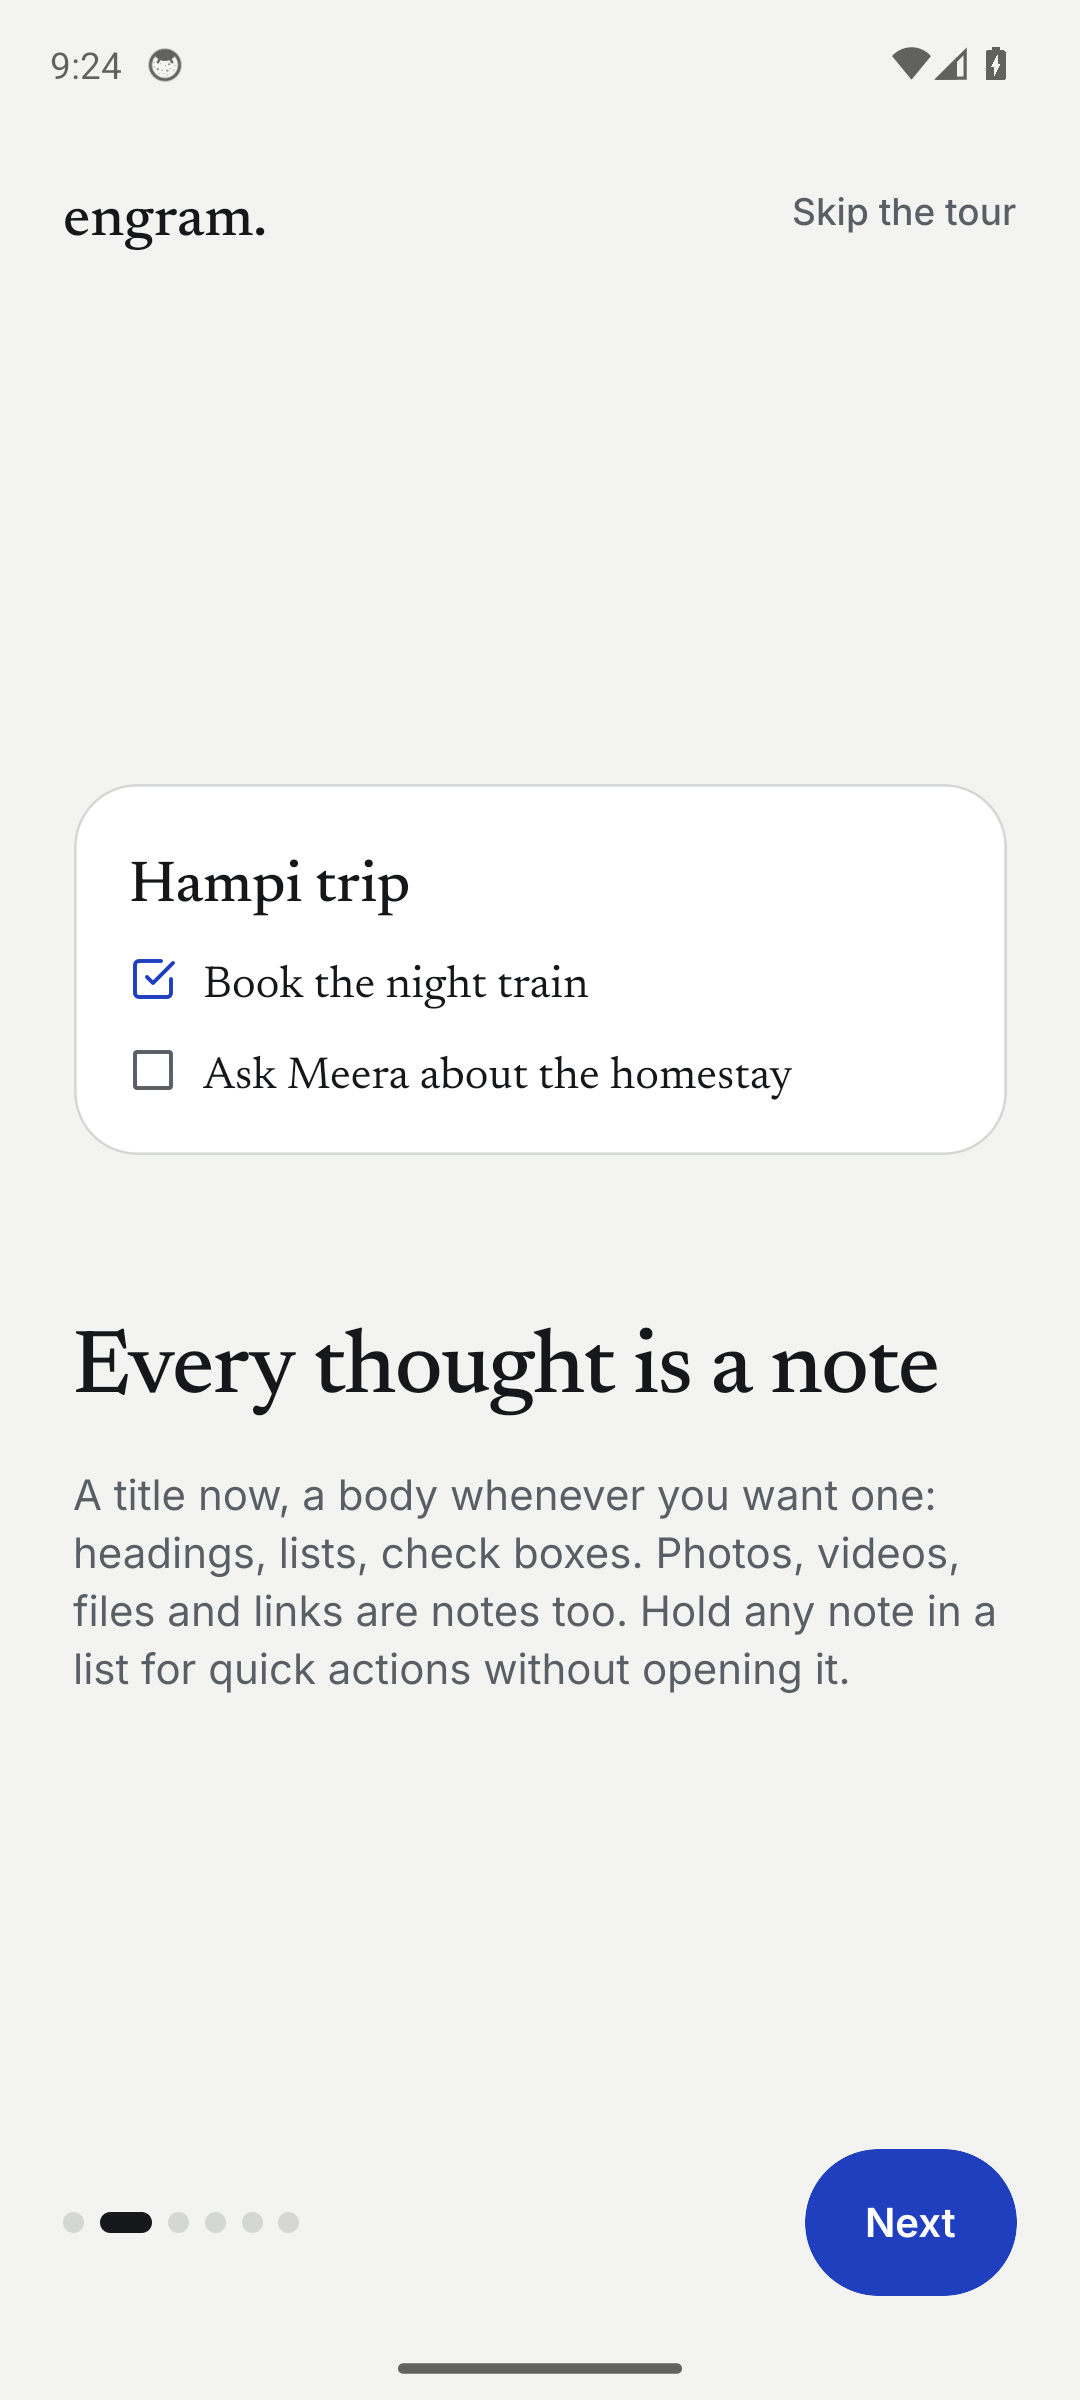 9:24
engram.
Skip the tour
Hampi trip
Book the night train
Ask Meera about the homestay
Every thought is a note
A title now, a body whenever you want one:
headings, lists, check boxes. Photos, videos,
files and links are notes too. Hold any note in a
list for quick actions without opening it.
Next